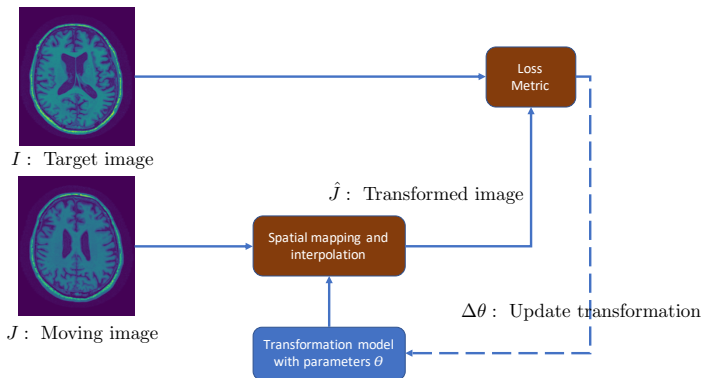 Loss
Metric
I : Target image
Ĵ : Transformed image
Spatial mapping and
interpolation
Δθ : Update transformation
J : Moving image
Transformation model
with parameters θ